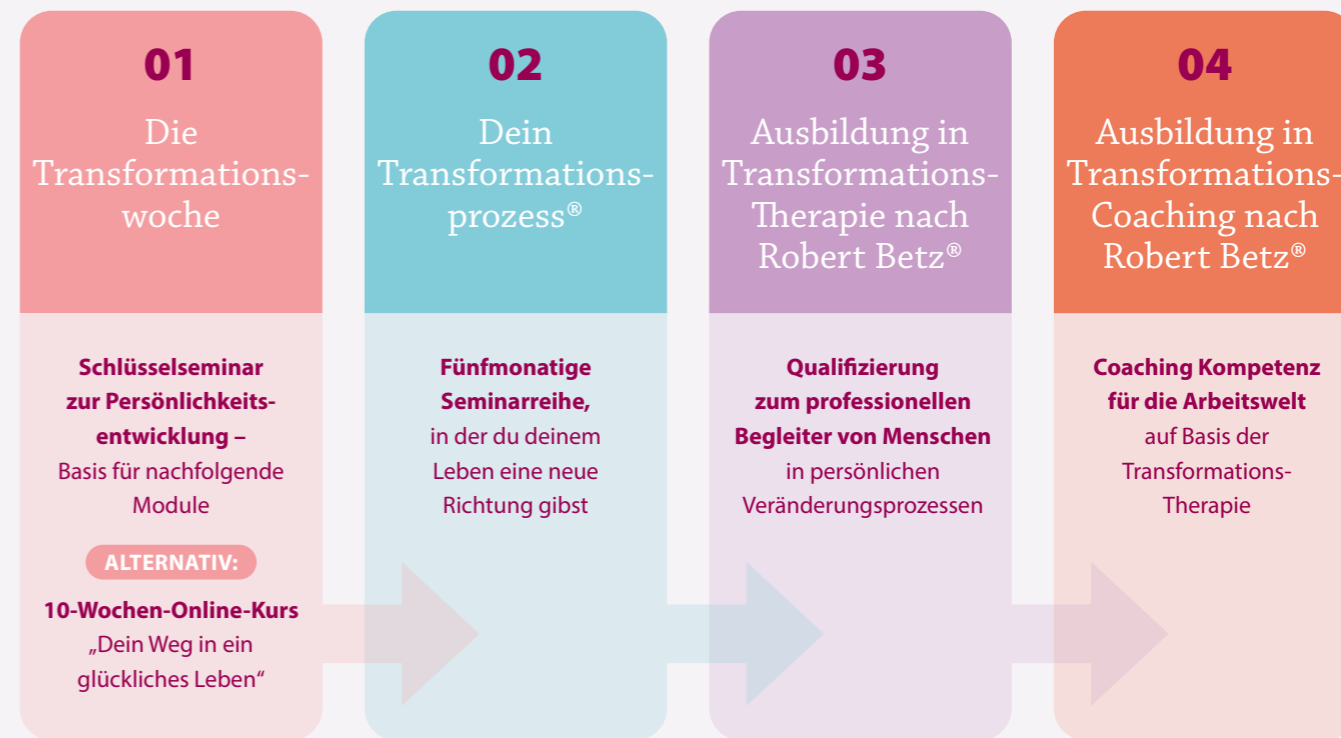 01
Die
Transformations-
woche
Schlüsselseminar
zur Persönlichkeits-
entwicklung –
Basis für nachfolgende
Module
ALTERNATIV:
10-Wochen-Online-Kurs
„Dein Weg in ein
glückliches Leben“
02
Dein
Transformations-
prozess®
Fünfmonatige
Seminarreihe,
in der du deinem
Leben eine neue
Richtung gibst
03
Ausbildung in
Transformations-
Therapie nach
Robert Betz®
Qualifizierung
zum professionellen
Begleiter von Menschen
in persönlichen
Veränderungsprozessen
04
Ausbildung in
Transformations-
Coaching nach
Robert Betz®
Coaching Kompetenz
für die Arbeitswelt
auf Basis der
Transformations-
Therapie